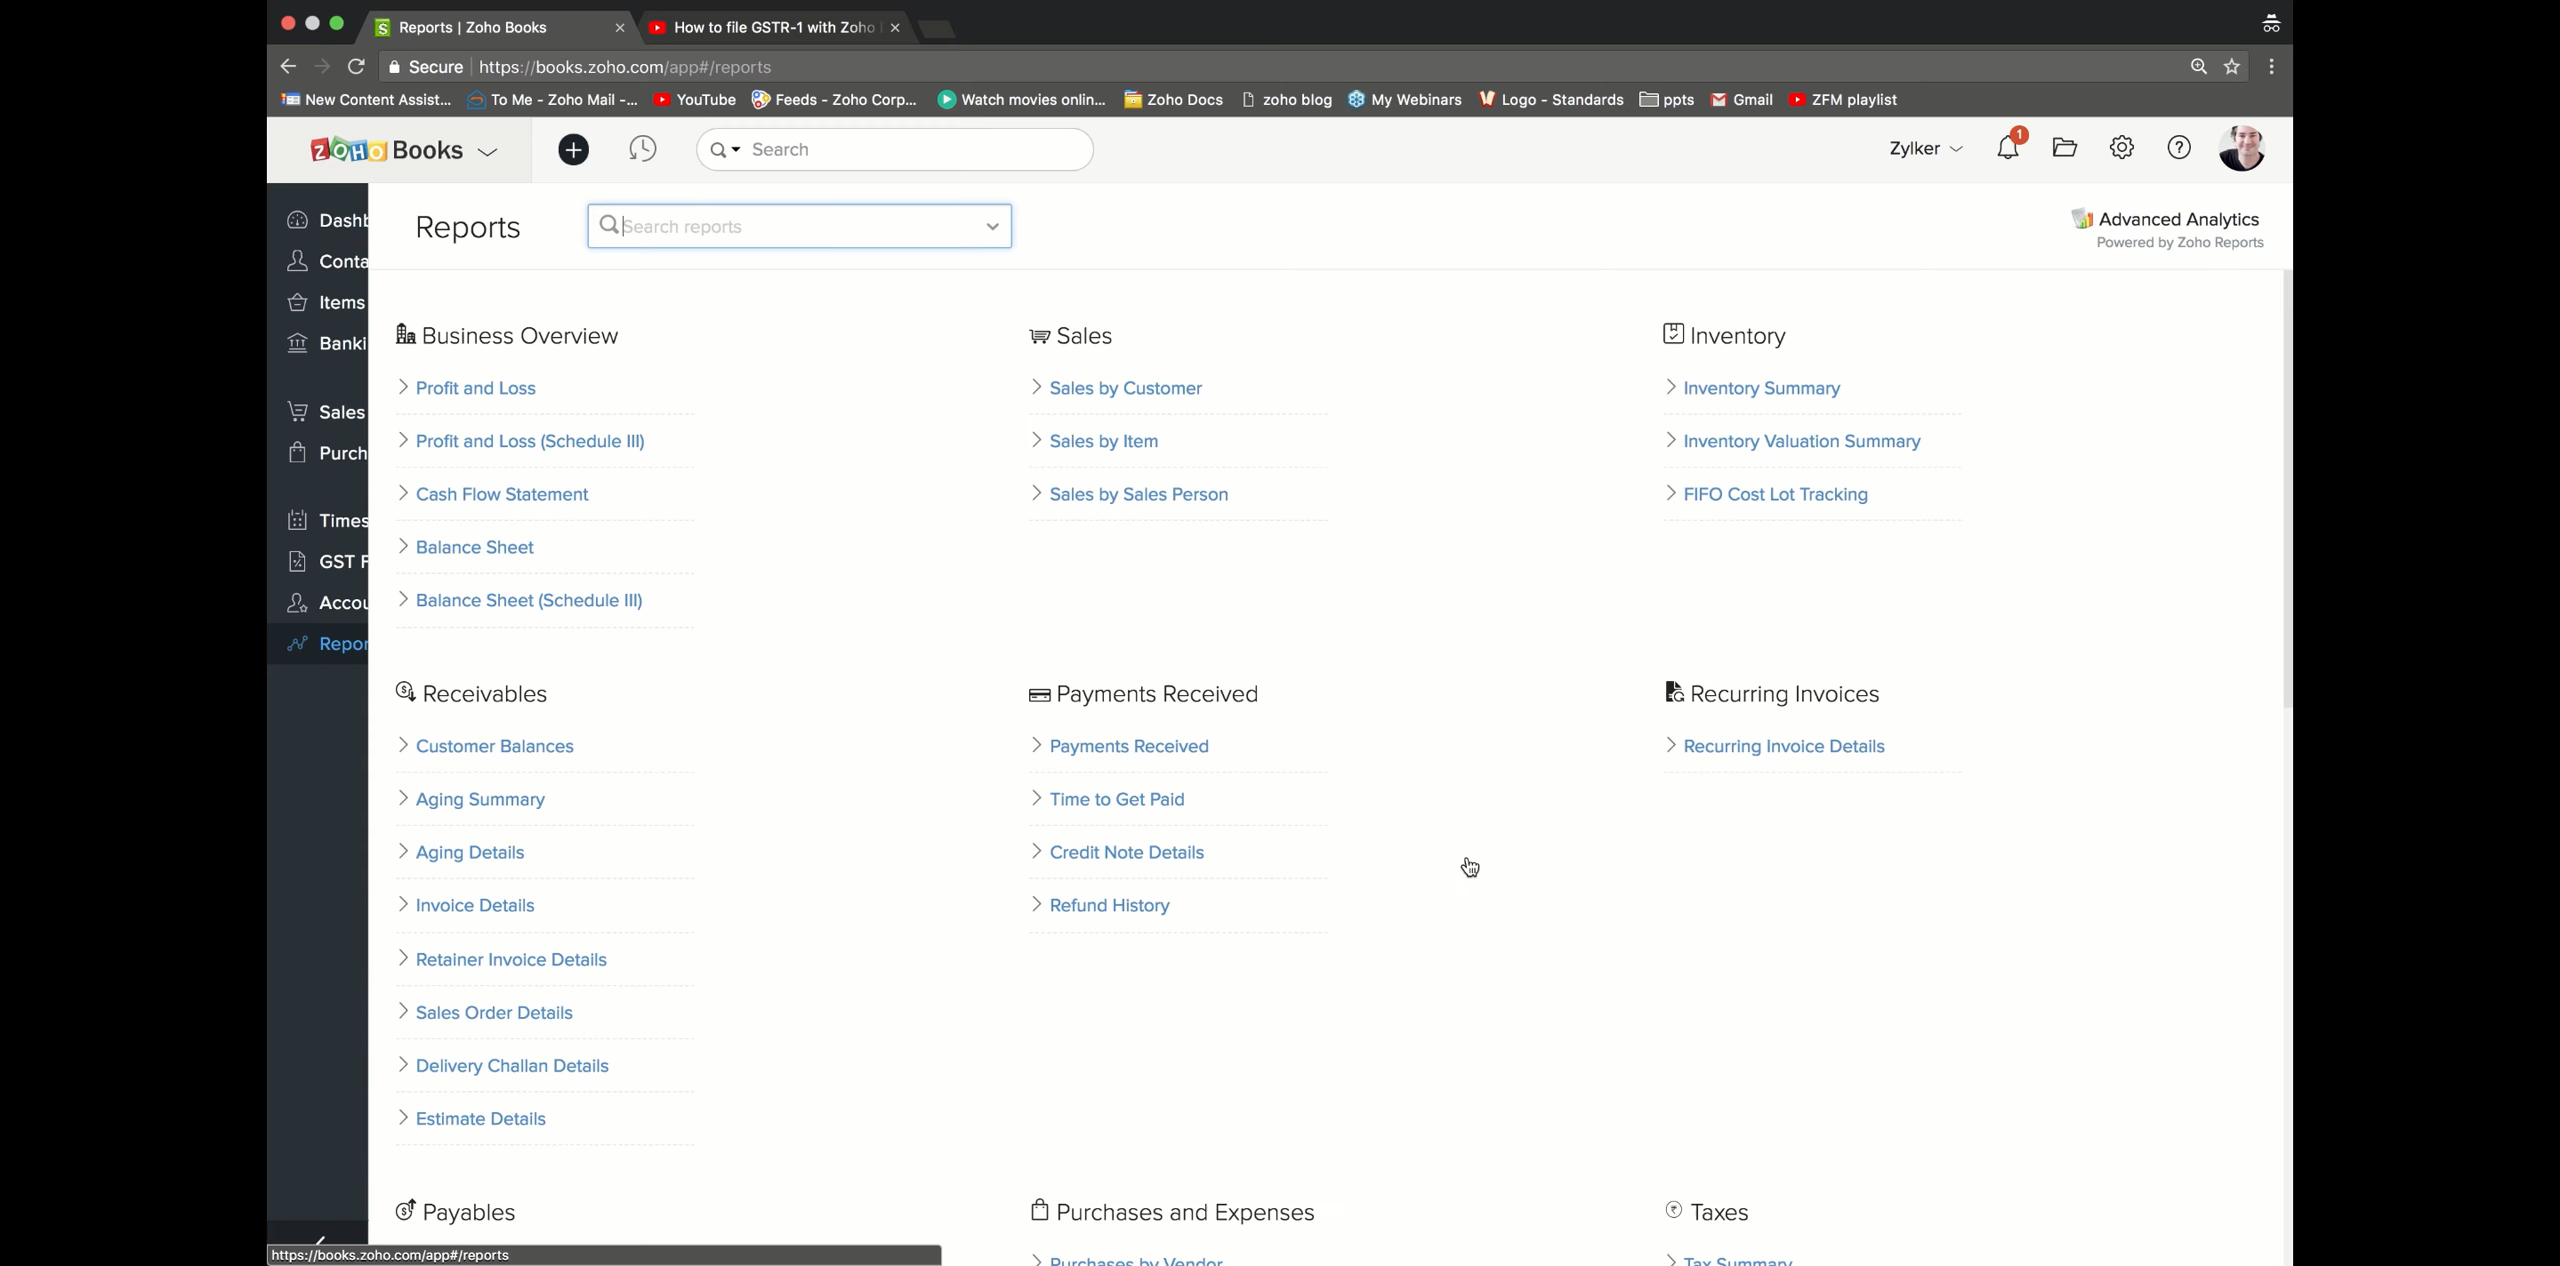 Reports | Zoho Books
How to file GSTR-1 with Zoho
Secure https://books.zoho.com/app#/reports
New Content Assist... To Me - Zoho Mail -... YouTube Feeds - Zoho Corp... Watch movies onlin... Zoho Docs zoho blog My Webinars Logo - Standards ppts Gmail ZFM playlist
ZOHO Books
Search
Zylker
1
Reports
Search reports
Advanced Analytics
Powered by Zoho Reports
Dashb
Conta
Items
Banki
Sales
Purch
Times
GST F
Accou
Repor
Business Overview
Profit and Loss
Profit and Loss (Schedule III)
Cash Flow Statement
Balance Sheet
Balance Sheet (Schedule III)
Sales
Sales by Customer
Sales by Item
Sales by Sales Person
Inventory
Inventory Summary
Inventory Valuation Summary
FIFO Cost Lot Tracking
Receivables
Customer Balances
Aging Summary
Aging Details
Invoice Details
Retainer Invoice Details
Sales Order Details
Delivery Challan Details
Estimate Details
Payments Received
Payments Received
Time to Get Paid
Credit Note Details
Refund History
Recurring Invoices
Recurring Invoice Details
Payables
Purchases and Expenses
Purchases by Vendor
Taxes
Tax Summary
https://books.zoho.com/app#/reports